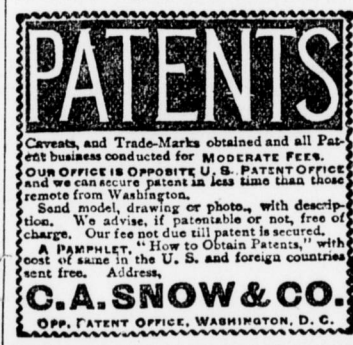 PATENTS
Caveats, and Trade-Marks obtained and all Pat-
ent business conducted for MODERATE FEES.
OUR OFFICE IS OPPOSITE U. S. PATENT OFFICE
and we can secure patent in less time than those
remote from Washington.
Send model, drawing or photo., with descrip-
tion. We advise, if patentable or not, free of
charge. Our fee not due till patent is secured.
A PAMPHLET, "How to Obtain Patents," with
cost of same in the U. S. and foreign countries
sent free. Address,
C.A.SNOW & CO.
OPP. PATENT OFFICE, WASHINGTON, D. C.